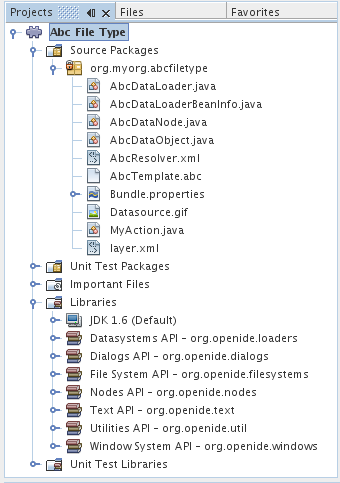 Projects Files Favorites
Abc File Type
Source Packages
org.myorg.abcfiletype
AbcDataLoader.java
AbcDataLoaderBeanInfo.java
AbcDataNode.java
AbcDataObject.java
AbcResolver.xml
AbcTemplate.abc
Bundle.properties
Datasource.gif
MyAction.java
layer.xml
Unit Test Packages
Important Files
Libraries
JDK 1.6 (Default)
Datasystems API - org.openide.loaders
Dialogs API - org.openide.dialogs
File System API - org.openide.filesystems
Nodes API - org.openide.nodes
Text API - org.openide.text
Utilities API - org.openide.util
Window System API - org.openide.windows
Unit Test Libraries